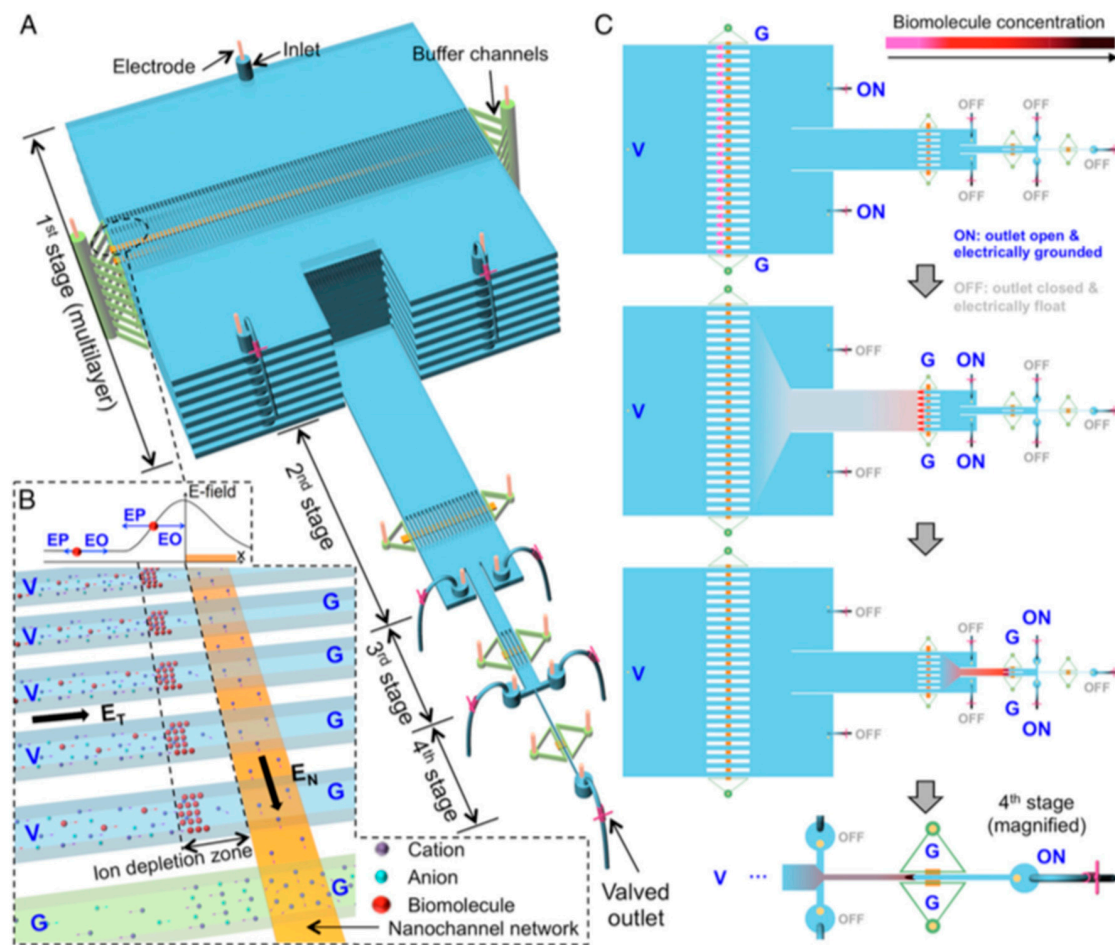 A
Electrode
Inlet
Buffer channels
1st stage (multilayer)
2nd stage
3rd stage
4th stage
Valved
outlet
B
E-field
EP
EO
EP
EO
x
V
V
V
V
V
G
G
G
G
G
ET
EN
Ion depletion zone
G
G
Cation
Anion
Biomolecule
Nanochannel network
C
Biomolecule concentration
G
ON
V
ON
G
OFF
OFF
OFF
OFF
OFF
ON: outlet open &
electrically grounded
OFF: outlet closed &
electrically float
OFF
G
ON
OFF
V
OFF
G
ON
OFF
OFF
OFF
OFF
ON
G
V
OFF
G
OFF
OFF
ON
4th stage
(magnified)
OFF
G
ON
V ...
G
OFF